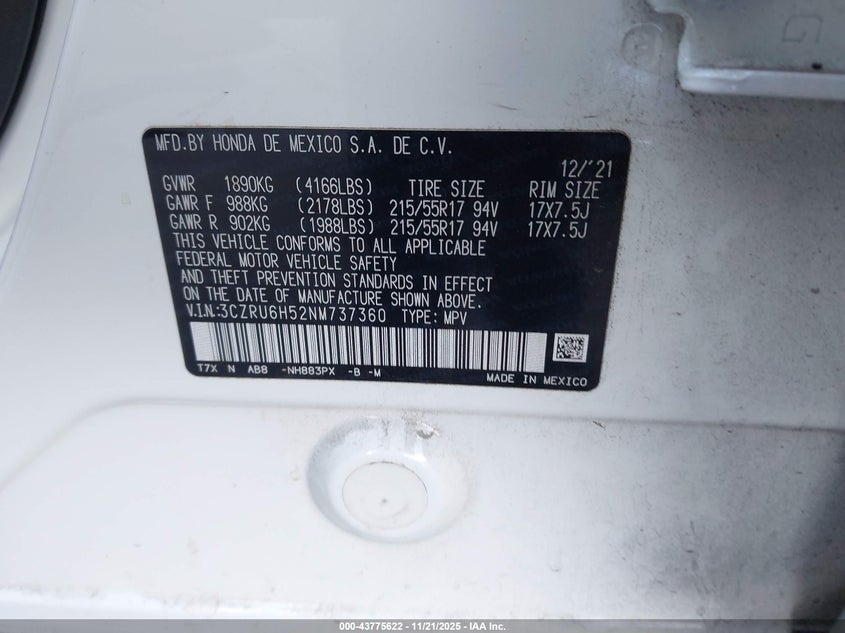 MFD.BY HONDA DE MEXICO S.A. DE C.V.
12/'21
GVWR 1890KG (4166LBS) TIRE SIZE RIM SIZE
GAWR F 988KG (2178LBS) 215/55R17 94V 17X7.5J
GAWR R 902KG (1988LBS) 215/55R17 94V 17X7.5J
THIS VEHICLE CONFORMS TO ALL APPLICABLE
FEDERAL MOTOR VEHICLE SAFETY
AND THEFT PREVENTION STANDARDS IN EFFECT
ON THE DATE OF MANUFACTURE SHOWN ABOVE.
V.I.N:3CZRU6H52NM737360 TYPE: MPV
T7X N AB8 -NH883PX -B -M
MADE IN MEXICO
000-43775622 - 11/21/2025 - IAA Inc.